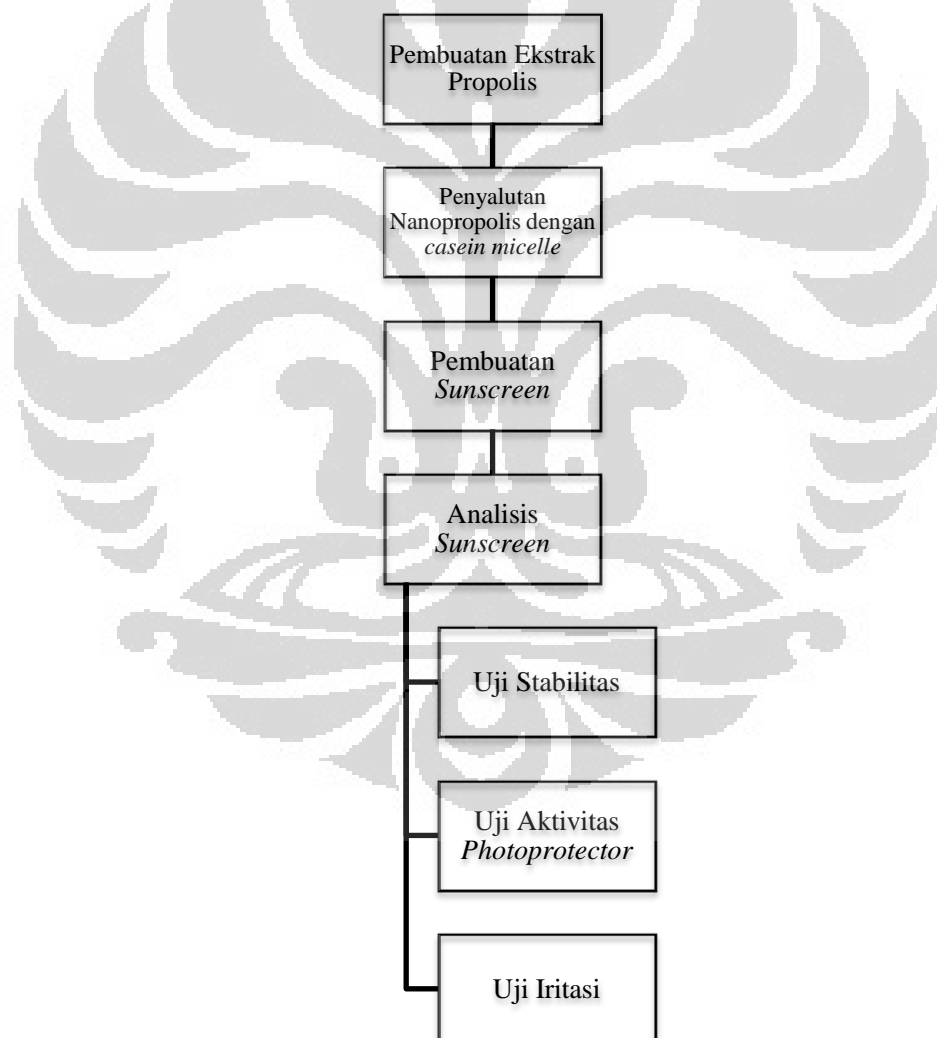 Pembuatan Ekstrak
Propolis
Penyalutan
Nanopropolis dengan
casein micelle
Pembuatan
Sunscreen
Analisis
Sunscreen
Uji Stabilitas
Uji Aktivitas
Photoprotector
Uji Iritasi